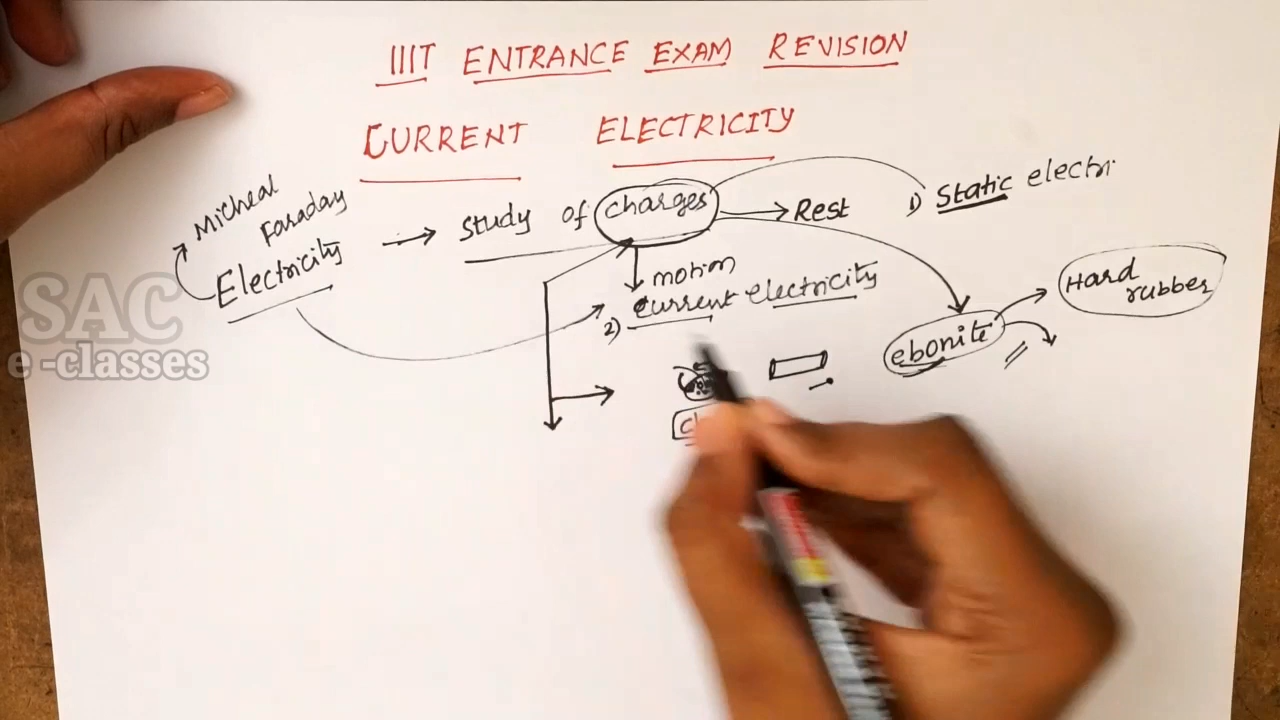 IIIT ENTRANCE EXAM REVISION
CURRENT ELECTRICITY
Micheal
Faraday
Electricity
study of charges
Rest
1) Static electri
motion
2) Current electricity
Hard
rubber
ebonite
SAC
e-classes